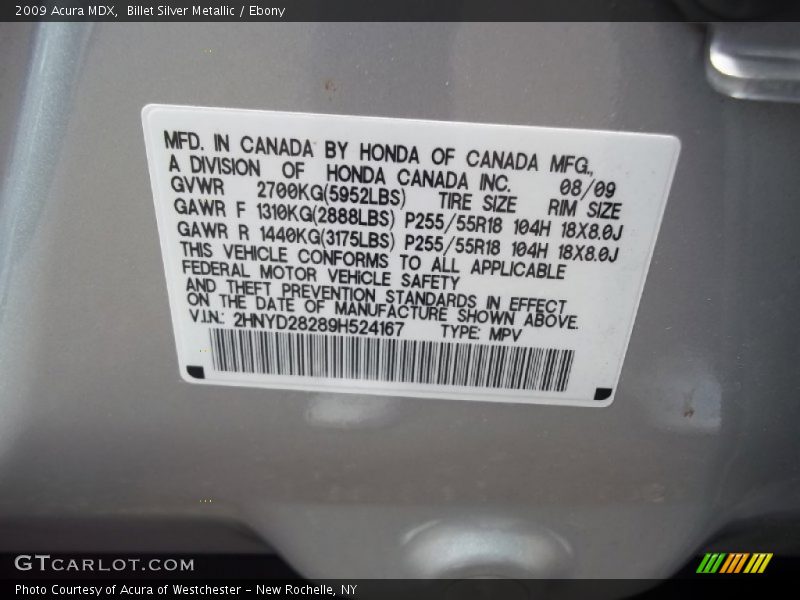 2009 Acura MDX,  Billet Silver Metallic / Ebony
MFD. IN CANADA BY HONDA OF CANADA MFG.,
A DIVISION OF HONDA CANADA INC. 08/09
GVWR 2700KG(5952LBS) TIRE SIZE RIM SIZE
GAWR F 1310KG(2888LBS) P255/55R18 104H 18X8.0J
GAWR R 1440KG(3175LBS) P255/55R18 104H 18X8.0J
THIS VEHICLE CONFORMS TO ALL APPLICABLE
FEDERAL MOTOR VEHICLE SAFETY
AND THEFT PREVENTION STANDARDS IN EFFECT
ON THE DATE OF MANUFACTURE SHOWN ABOVE.
V.I.N.: 2HNYD28289H524167 TYPE: MPV
GTCARLOT.COM
Photo Courtesy of Acura of Westchester - New Rochelle, NY